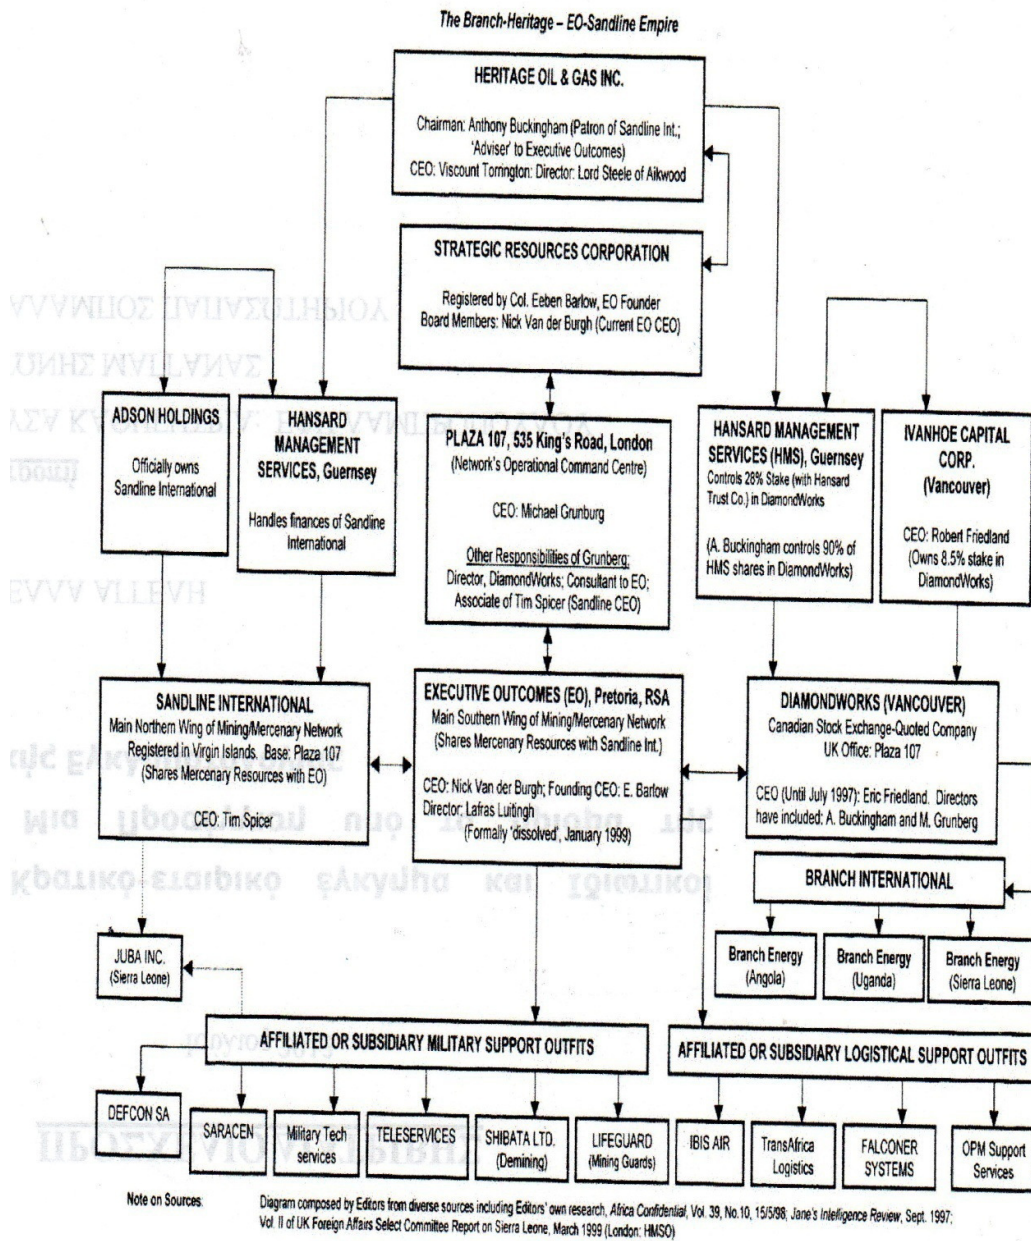 The Branch-Heritage – EO-Sandline Empire
HERITAGE OIL & GAS INC.
Chairman: Anthony Buckingham (Patron of Sandline Int.;
'Adviser' to Executive Outcomes)
CEO: Viscount Torrington: Director: Lord Steele of Aikwood
STRATEGIC RESOURCES CORPORATION
Registered by Col. Eeben Barlow, EO Founder
Board Members: Nick Van der Burgh (Current EO CEO)
ADSON HOLDINGS
Officially owns
Sandline International
HANSARD
MANAGEMENT
SERVICES, Guernsey
Handles finances of Sandline
International
PLAZA 107, 535 King's Road, London
(Network's Operational Command Centre)
CEO: Michael Grunburg
Other Responsibilities of Grunberg:
Director, DiamondWorks; Consultant to EO;
Associate of Tim Spicer (Sandline CEO)
HANSARD MANAGEMENT
SERVICES (HMS), Guernsey
Controls 28% Stake (with Hansard
Trust Co.) in DiamondWorks
(A. Buckingham controls 90% of
HMS shares in DiamondWorks)
IVANHOE CAPITAL
CORP.
(Vancouver)
CEO: Robert Friedland
(Owns 8.5% stake in
DiamondWorks)
SANDLINE INTERNATIONAL
Main Northern Wing of Mining/Mercenary Network
Registered in Virgin Islands. Base: Plaza 107
(Shares Mercenary Resources with EO)
CEO: Tim Spicer
EXECUTIVE OUTCOMES (EO), Pretoria, RSA
Main Southern Wing of Mining/Mercenary Network
(Shares Mercenary Resources with Sandline Int.)
CEO: Nick Van der Burgh; Founding CEO: E. Barlow
Director: Lafras Luitingh
(Formally 'dissolved', January 1999)
DIAMONDWORKS (VANCOUVER)
Canadian Stock Exchange-Quoted Company
UK Office: Plaza 107
CEO (Until July 1997): Eric Friedland. Directors
have included: A. Buckingham and M. Grunberg
BRANCH INTERNATIONAL
JUBA INC.
(Sierra Leone)
Branch Energy
(Angola)
Branch Energy
(Uganda)
Branch Energy
(Sierra Leone)
AFFILIATED OR SUBSIDIARY MILITARY SUPPORT OUTFITS
AFFILIATED OR SUBSIDIARY LOGISTICAL SUPPORT OUTFITS
DEFCON SA
SARACEN
Military Tech
services
TELESERVICES
SHIBATA LTD.
(Demining)
LIFEGUARD
(Mining Guards)
IBIS AIR
TransAfrica
Logistics
FALCONER
SYSTEMS
OPM Support
Services
Note on Sources: Diagram composed by Editors from diverse sources including Editors' own research, Africa Confidential, Vol. 39, No.10, 15/5/98; Jane's Intelligence Review, Sept. 1997;
Vol. II of UK Foreign Affairs Select Committee Report on Sierra Leone, March 1999 (London: HMSO)